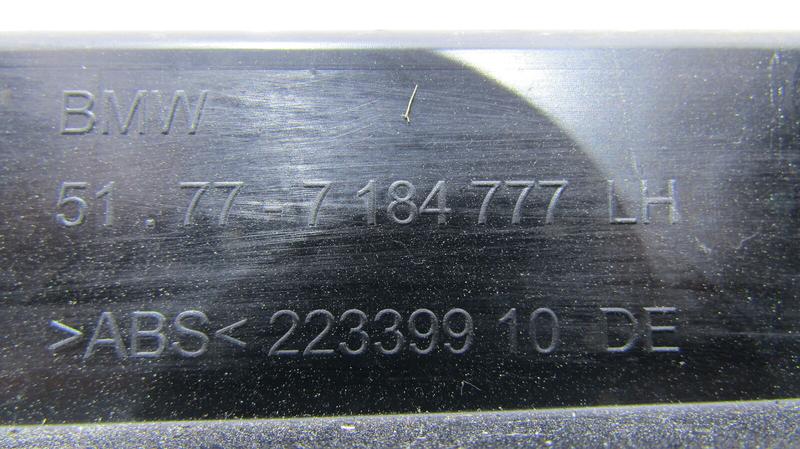 BMW
51 . 77 - 7 184 777 LH
>ABS< 223399 10 DE